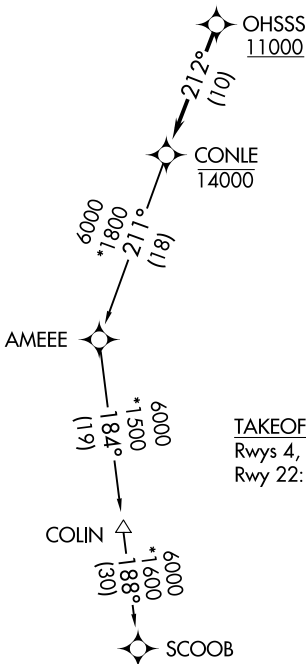 OHSSS
11000
212°
(10)
CONLE
14000
6000
*1800
211°
(18)
AMEEE
6000
*1500
184°
(19)
TAKEOF
Rwys 4,
Rwy 22:
COLIN
6000
*1600
188°
(30)
SCOOB